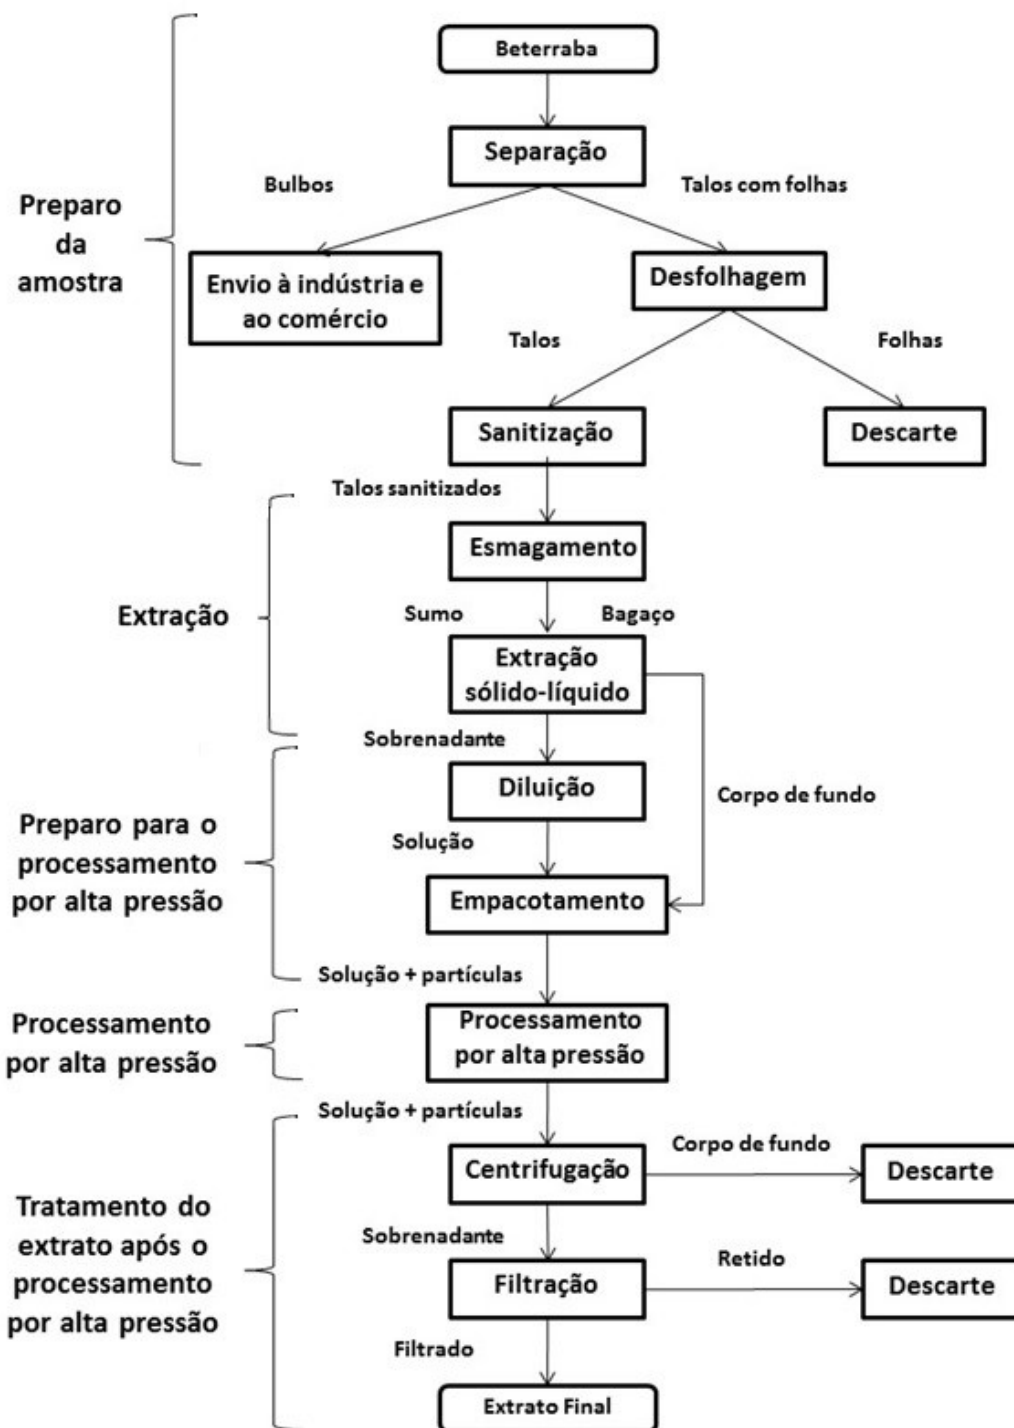 Beterraba
Separação
Bulbos
Talos com folhas
Preparo
da
amostra
Envio à indústria e
ao comércio
Desfolhagem
Talos
Folhas
Sanitização
Descarte
Talos sanitizados
Esmagamento
Extração
Sumo
Bagaço
Extração
sólido-líquido
Sobrenadante
Diluição
Corpo de fundo
Preparo para o
processamento
por alta pressão
Solução
Empacotamento
Solução + partículas
Processamento
por alta pressão
Processamento
por alta pressão
Solução + partículas
Centrifugação
Corpo de fundo
Descarte
Tratamento do
extrato após o
processamento
por alta pressão
Sobrenadante
Filtração
Retido
Descarte
Filtrado
Extrato Final